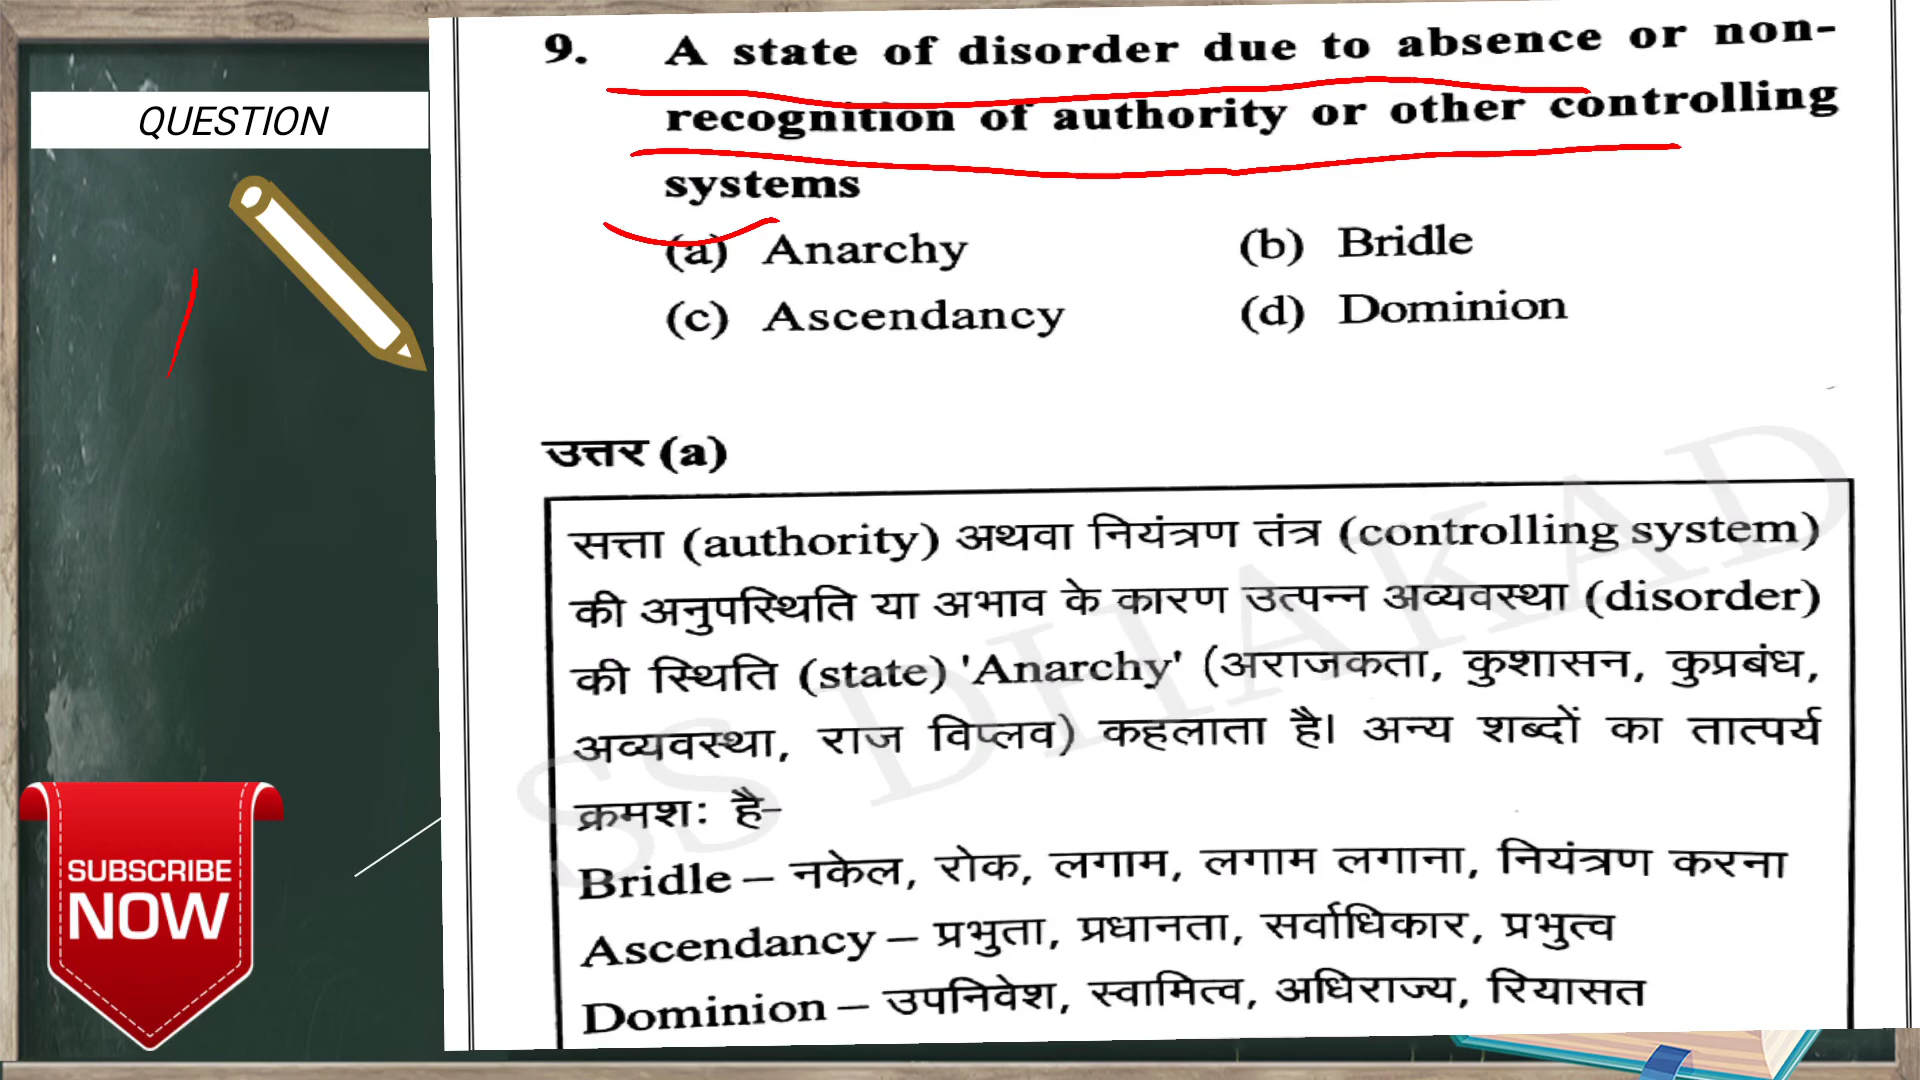 QUESTION
9. A state of disorder due to absence or non-
recognition of authority or other controlling
systems
(a) Anarchy (b) Bridle
(c) Ascendancy (d) Dominion
उत्तर (a)
सत्ता (authority) अथवा नियंत्रण तंत्र (controlling system)
की अनुपस्थिति या अभाव के कारण उत्पन्न अव्यवस्था (disorder)
की स्थिति (state) 'Anarchy' (अराजकता, कुशासन, कुप्रबंध,
अव्यवस्था, राज विप्लव) कहलाता है। अन्य शब्दों का तात्पर्य
क्रमशः है-
Bridle – नकेल, रोक, लगाम, लगाम लगाना, नियंत्रण करना
Ascendancy – प्रभुता, प्रधानता, सर्वाधिकार, प्रभुत्व
Dominion – उपनिवेश, स्वामित्व, अधिराज्य, रियासत
SS DHAKAD
SUBSCRIBE
NOW